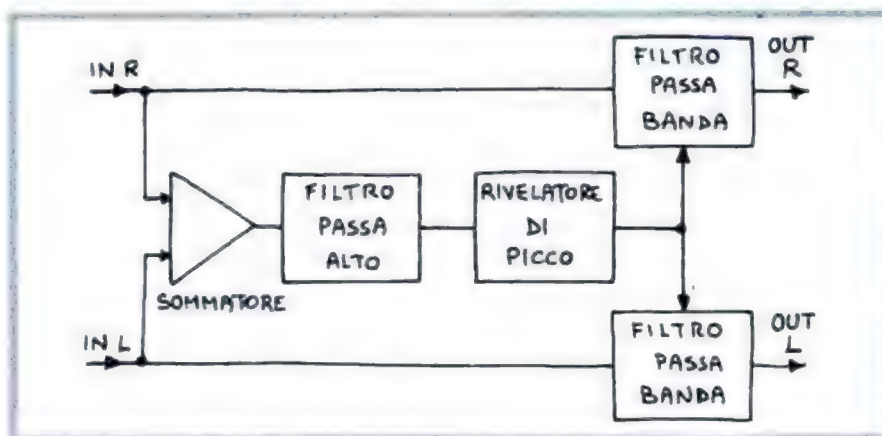 IN R
FILTRO
PASSA
BANDA
OUT
R
FILTRO
PASSA
ALTO
RIVELATORE
DI
PICCO
SOMMATORE
IN L
FILTRO
PASSA
BANDA
OUT
L